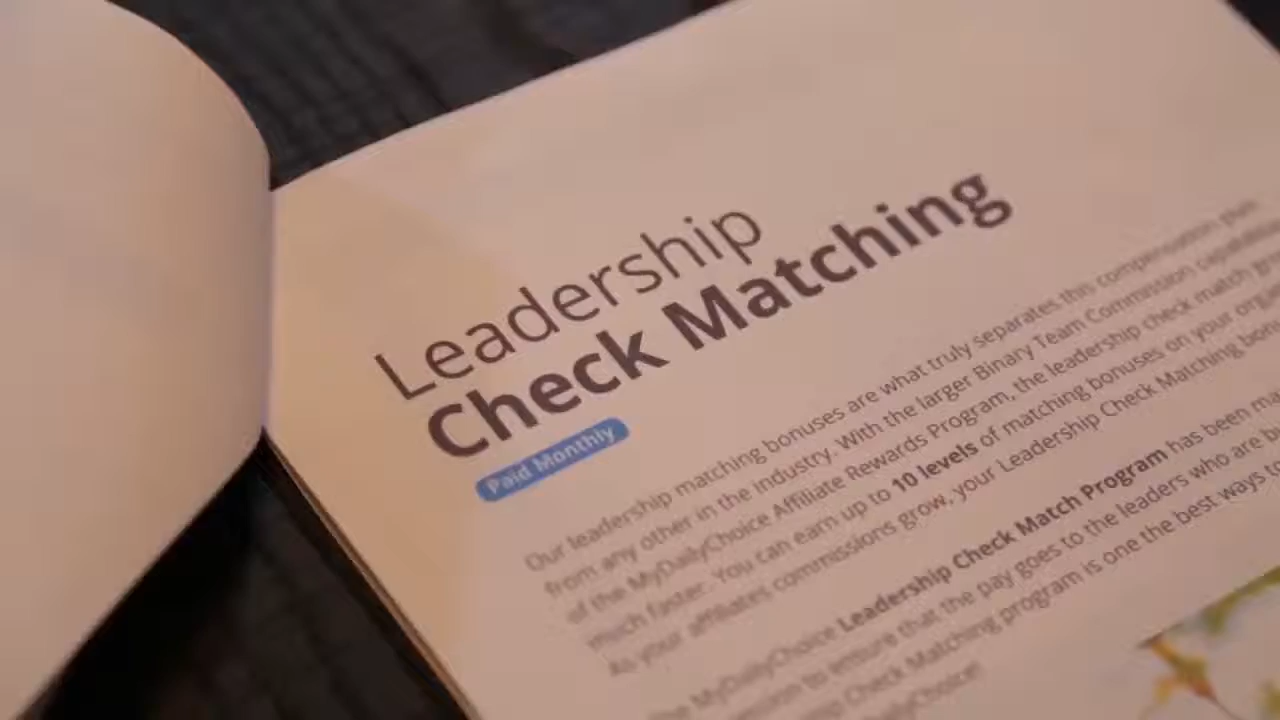 Leadership
Check Matching
Paid Monthly
Our leadership matching bonuses are what truly separates this compensation plan
from any other in the industry. With the larger Binary Team Commission
of the MyDailyChoice Affiliate Rewards Program, the leadership check match
much faster. You can earn up to 10 levels of matching bonuses on your
As your affiliates commissions grow, your Leadership Check Matching
MyDailyChoice Leadership Check Match Program has been
to ensure that the pay goes to the leaders who are
Check Matching program is one the best ways to